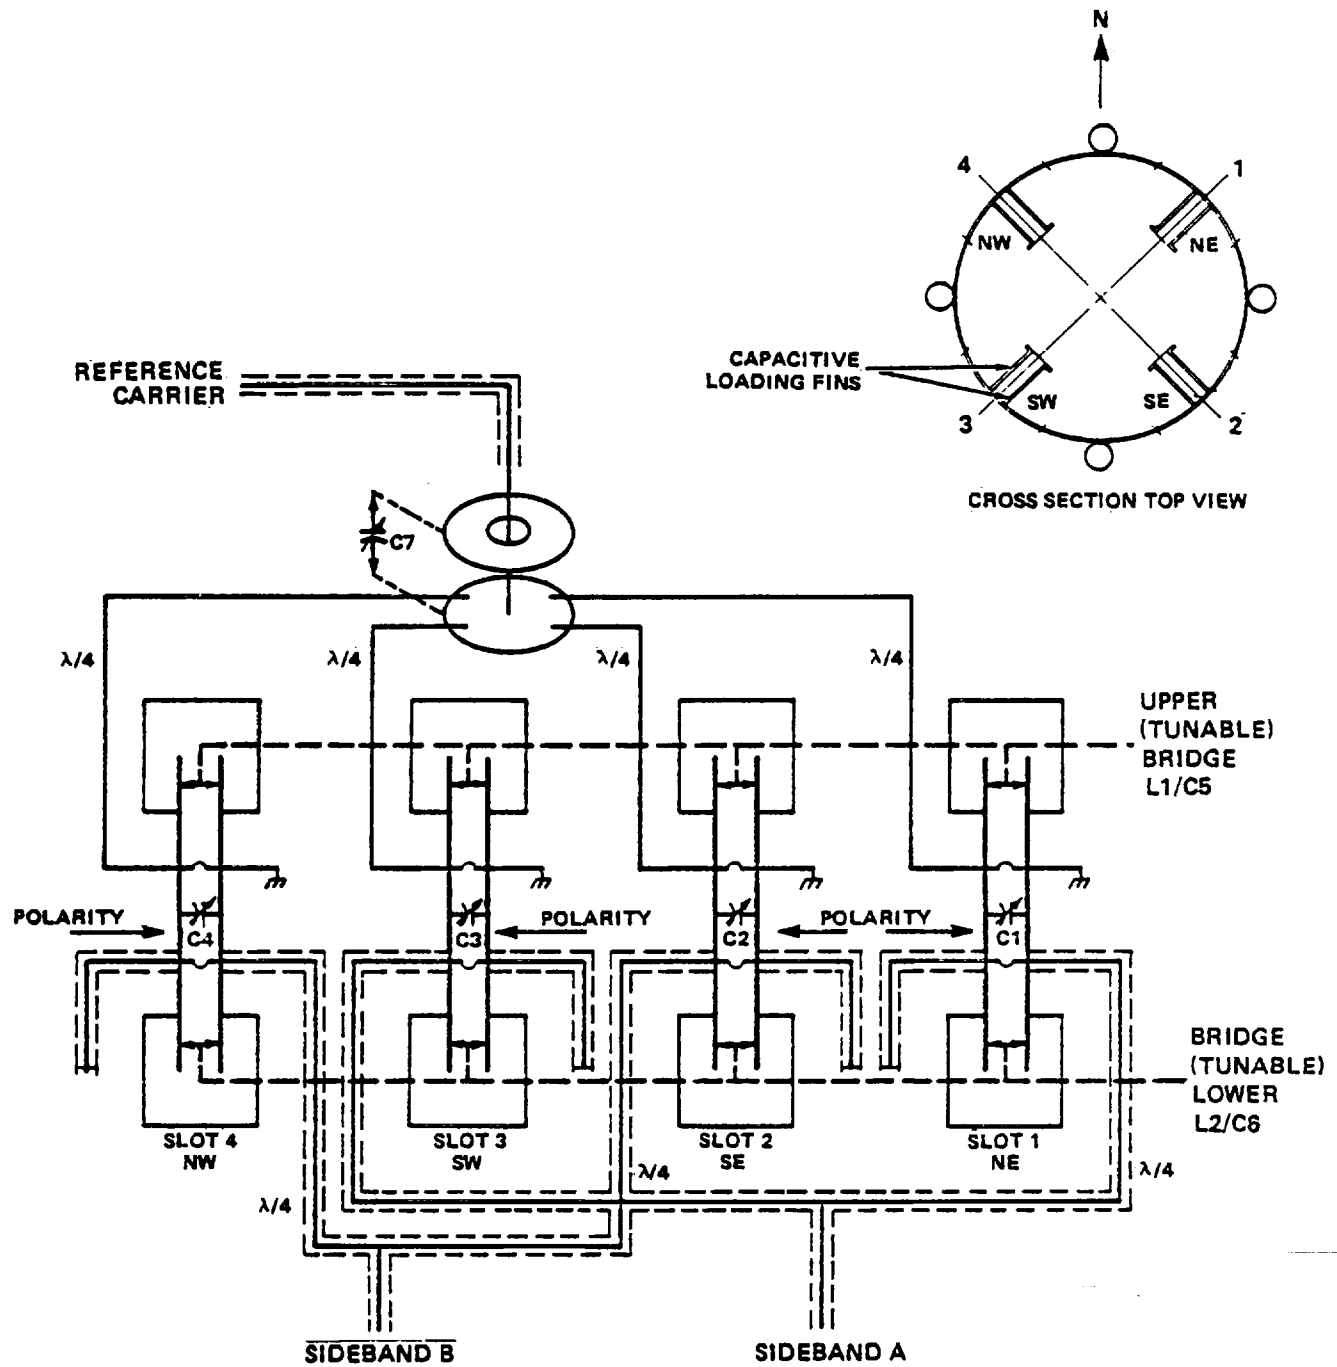 N
4
1
NW
NE
CAPACITIVE
LOADING FINS
SW
SE
3
2
CROSS SECTION TOP VIEW
REFERENCE
CARRIER
C7
λ/4
λ/4
λ/4
λ/4
UPPER
(TUNABLE)
BRIDGE
L1/C5
POLARITY
POLARITY
POLARITY
C4
C3
C2
C1
BRIDGE
(TUNABLE)
LOWER
L2/C6
SLOT 4
NW
SLOT 3
SW
SLOT 2
SE
SLOT 1
NE
λ/4
λ/4
λ/4
SIDEBAND B
SIDEBAND A